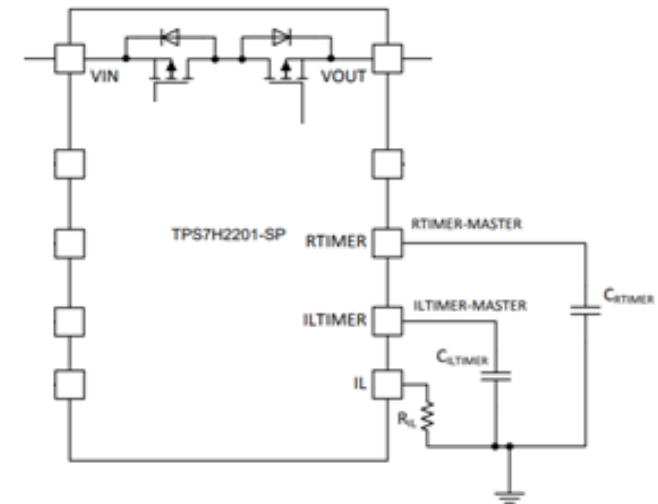 VIN
VOUT
TPS7H2201-SP
RTIMER
RTIMER-MASTER
ILTIMER
ILTIMER-MASTER
CRTIMER
CILTIMER
IL
RIL